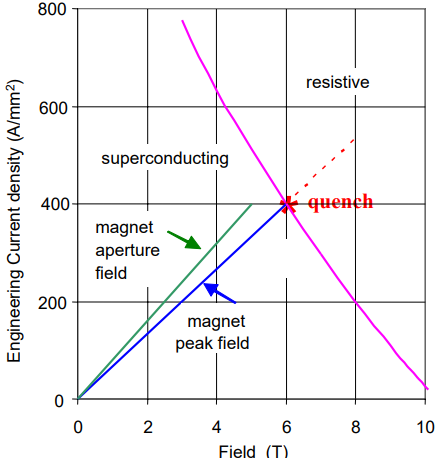 800
600
400
200
0
Engineering Current density (A/mm²)
resistive
superconducting
quench
magnet
aperture
field
magnet
peak field
0 2 4 6 8 10
Field (T)